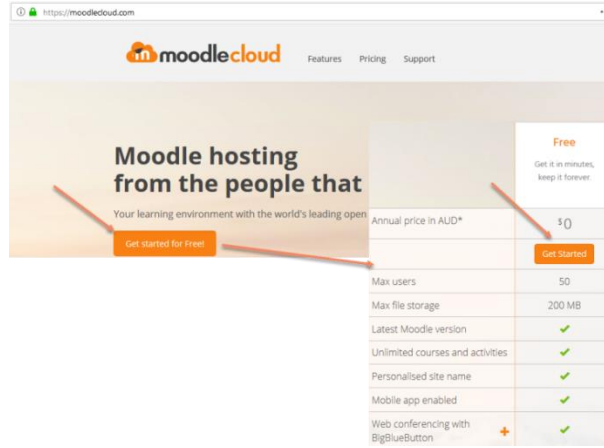 https://moodlecloud.com
moodlecloud
Features Pricing Support
Moodle hosting
from the people that
Your learning environment with the world's leading open
Get started for Free!
Free
Get it in minutes,
keep it forever.
Annual price in AUD* $0
Get Started
Max users 50
Max file storage 200 MB
Latest Moodle version
Unlimited courses and activities
Personalised site name
Mobile app enabled
Web conferencing with
BigBlueButton +